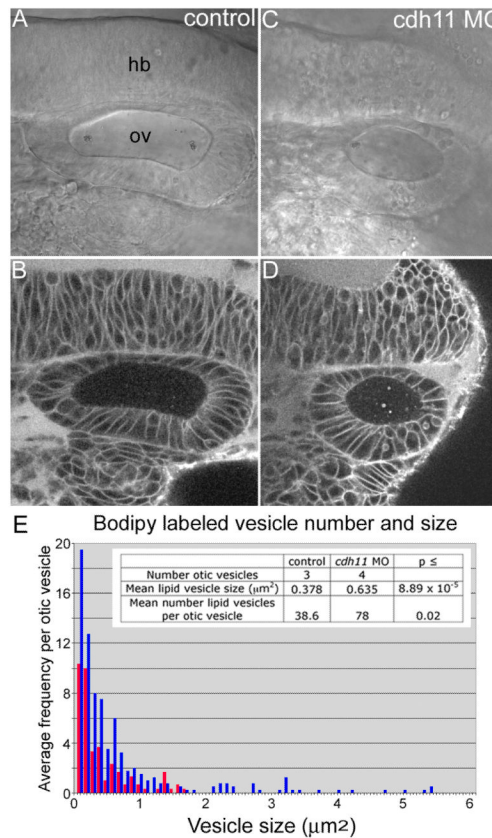 A control
hb
ov
C cdh11 MO
B
D
E Bodipy labeled vesicle number and size
control cdh11 MO p ≤
Number otic vesicles 3 4
Mean lipid vesicle size (μm²) 0.378 0.635 8.89 x 10⁻⁵
Mean number lipid vesicles
per otic vesicle 38.6 78 0.02
Average frequency per otic vesicle
20
16
12
8
4
0
0 1 2 3 4 5 6
Vesicle size (μm²)